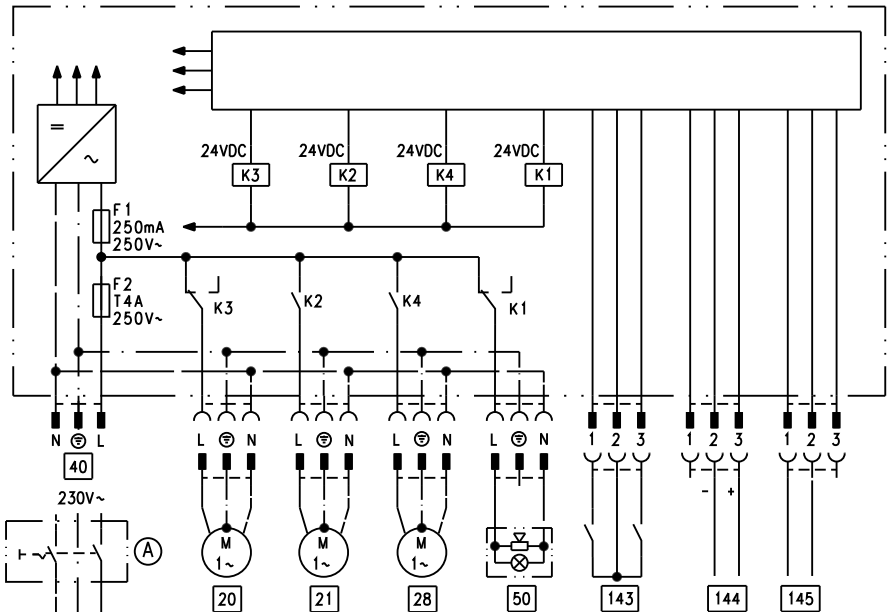 24VDC 24VDC 24VDC 24VDC
K3 K2 K4 K1
F1
250mA
250V~
F2
T4A
250V~
K3 K2 K4 K1
N L L N L N L N L N 1 2 3 1 2 3 1 2 3
40
230V~
- +
A
M M M
1~ 1~ 1~
20 21 28 50 143 144 145